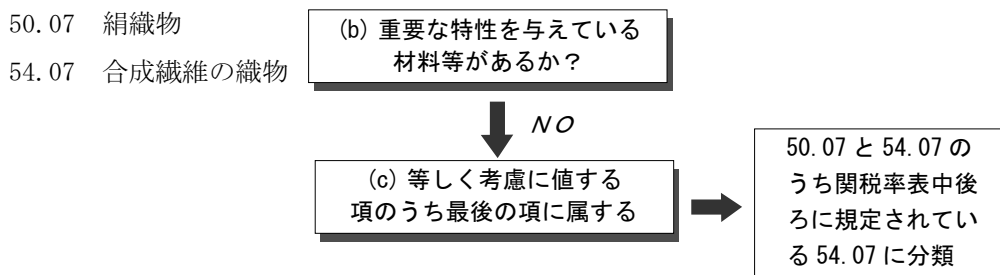 50.07 絹織物
54.07 合成繊維の織物
(b) 重要な特性を与えている
材料等があるか？
NO
(c) 等しく考慮に値する
項のうち最後の項に属する
50.07 と 54.07 の
うち関税率表中後
ろに規定されてい
る 54.07 に分類